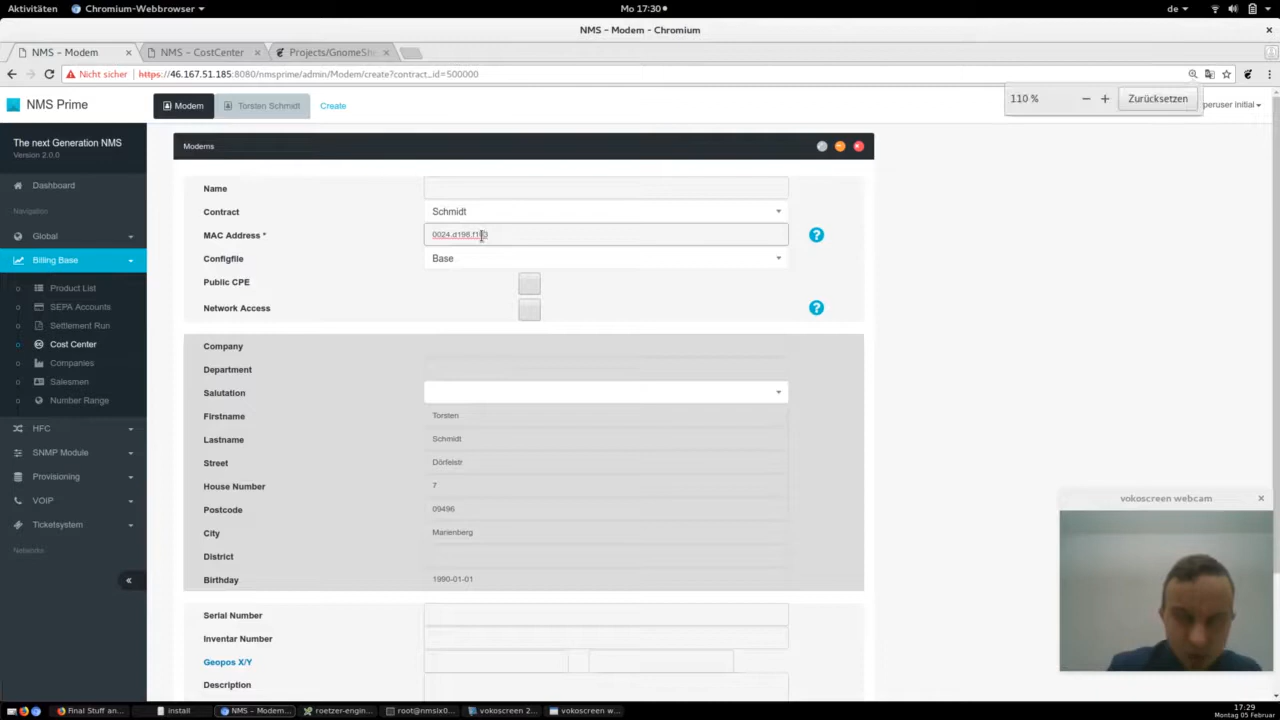 Aktivitäten Chromium-Webbrowser Mo 17:30 de
NMS – Modem - Chromium
NMS – Modem NMS – CostCenter Projects/GnomeShe
Nicht sicher https://46.167.51.185:8080/nmsprime/admin/Modem/create?contract_id=500000
110 % Zurücksetzen
NMS Prime Modem Torsten Schmidt Create peruser initial
The next Generation NMS
Version 2.0.0
Dashboard
Navigation
Global
Billing Base
Product List
SEPA Accounts
Settlement Run
Cost Center
Companies
Salesmen
Number Range
HFC
SNMP Module
Provisioning
VOIP
Ticketsystem
Networks
Modems
Name
Contract Schmidt
MAC Address *
Configfile Base
Public CPE
Network Access
Company
Department
Salutation
Firstname Torsten
Lastname Schmidt
Street Dörfelstr
House Number 7
Postcode 09496
City Marienberg
District
Birthday 1990-01-01
Serial Number
Inventar Number
Geopos X/Y
Description
vokoscreen webcam
Final Stuff an... install NMS – Modem... roetzer-engin... root@nmsix0... vokoscreen 2... vokoscreen w...
17:29
Montag 05 Februar